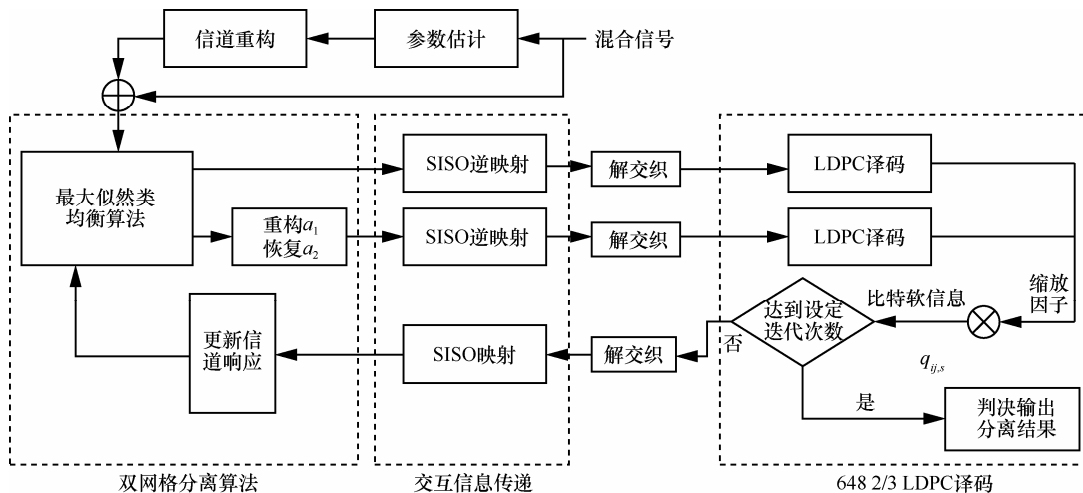 信道重构
参数估计
混合信号
最大似然类
均衡算法
SISO逆映射
解交织
LDPC译码
重构a₁
恢复a₂
SISO逆映射
解交织
LDPC译码
缩放
因子
比特软信息
达到设定
迭代次数
更新信
道响应
SISO映射
解交织
否
q_{ij,s}
是
判决输出
分离结果
双网格分离算法
交互信息传递
648 2/3 LDPC译码